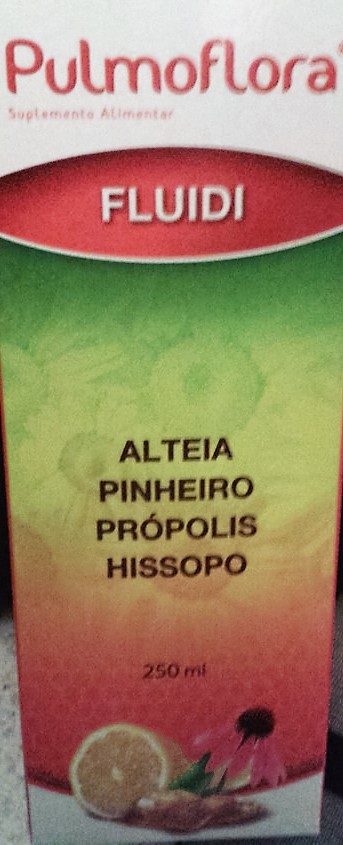 Pulmoflora
Suplemento Alimentar
FLUIDI
ALTEIA
PINHEIRO
PRÓPOLIS
HISSOPO
250 ml